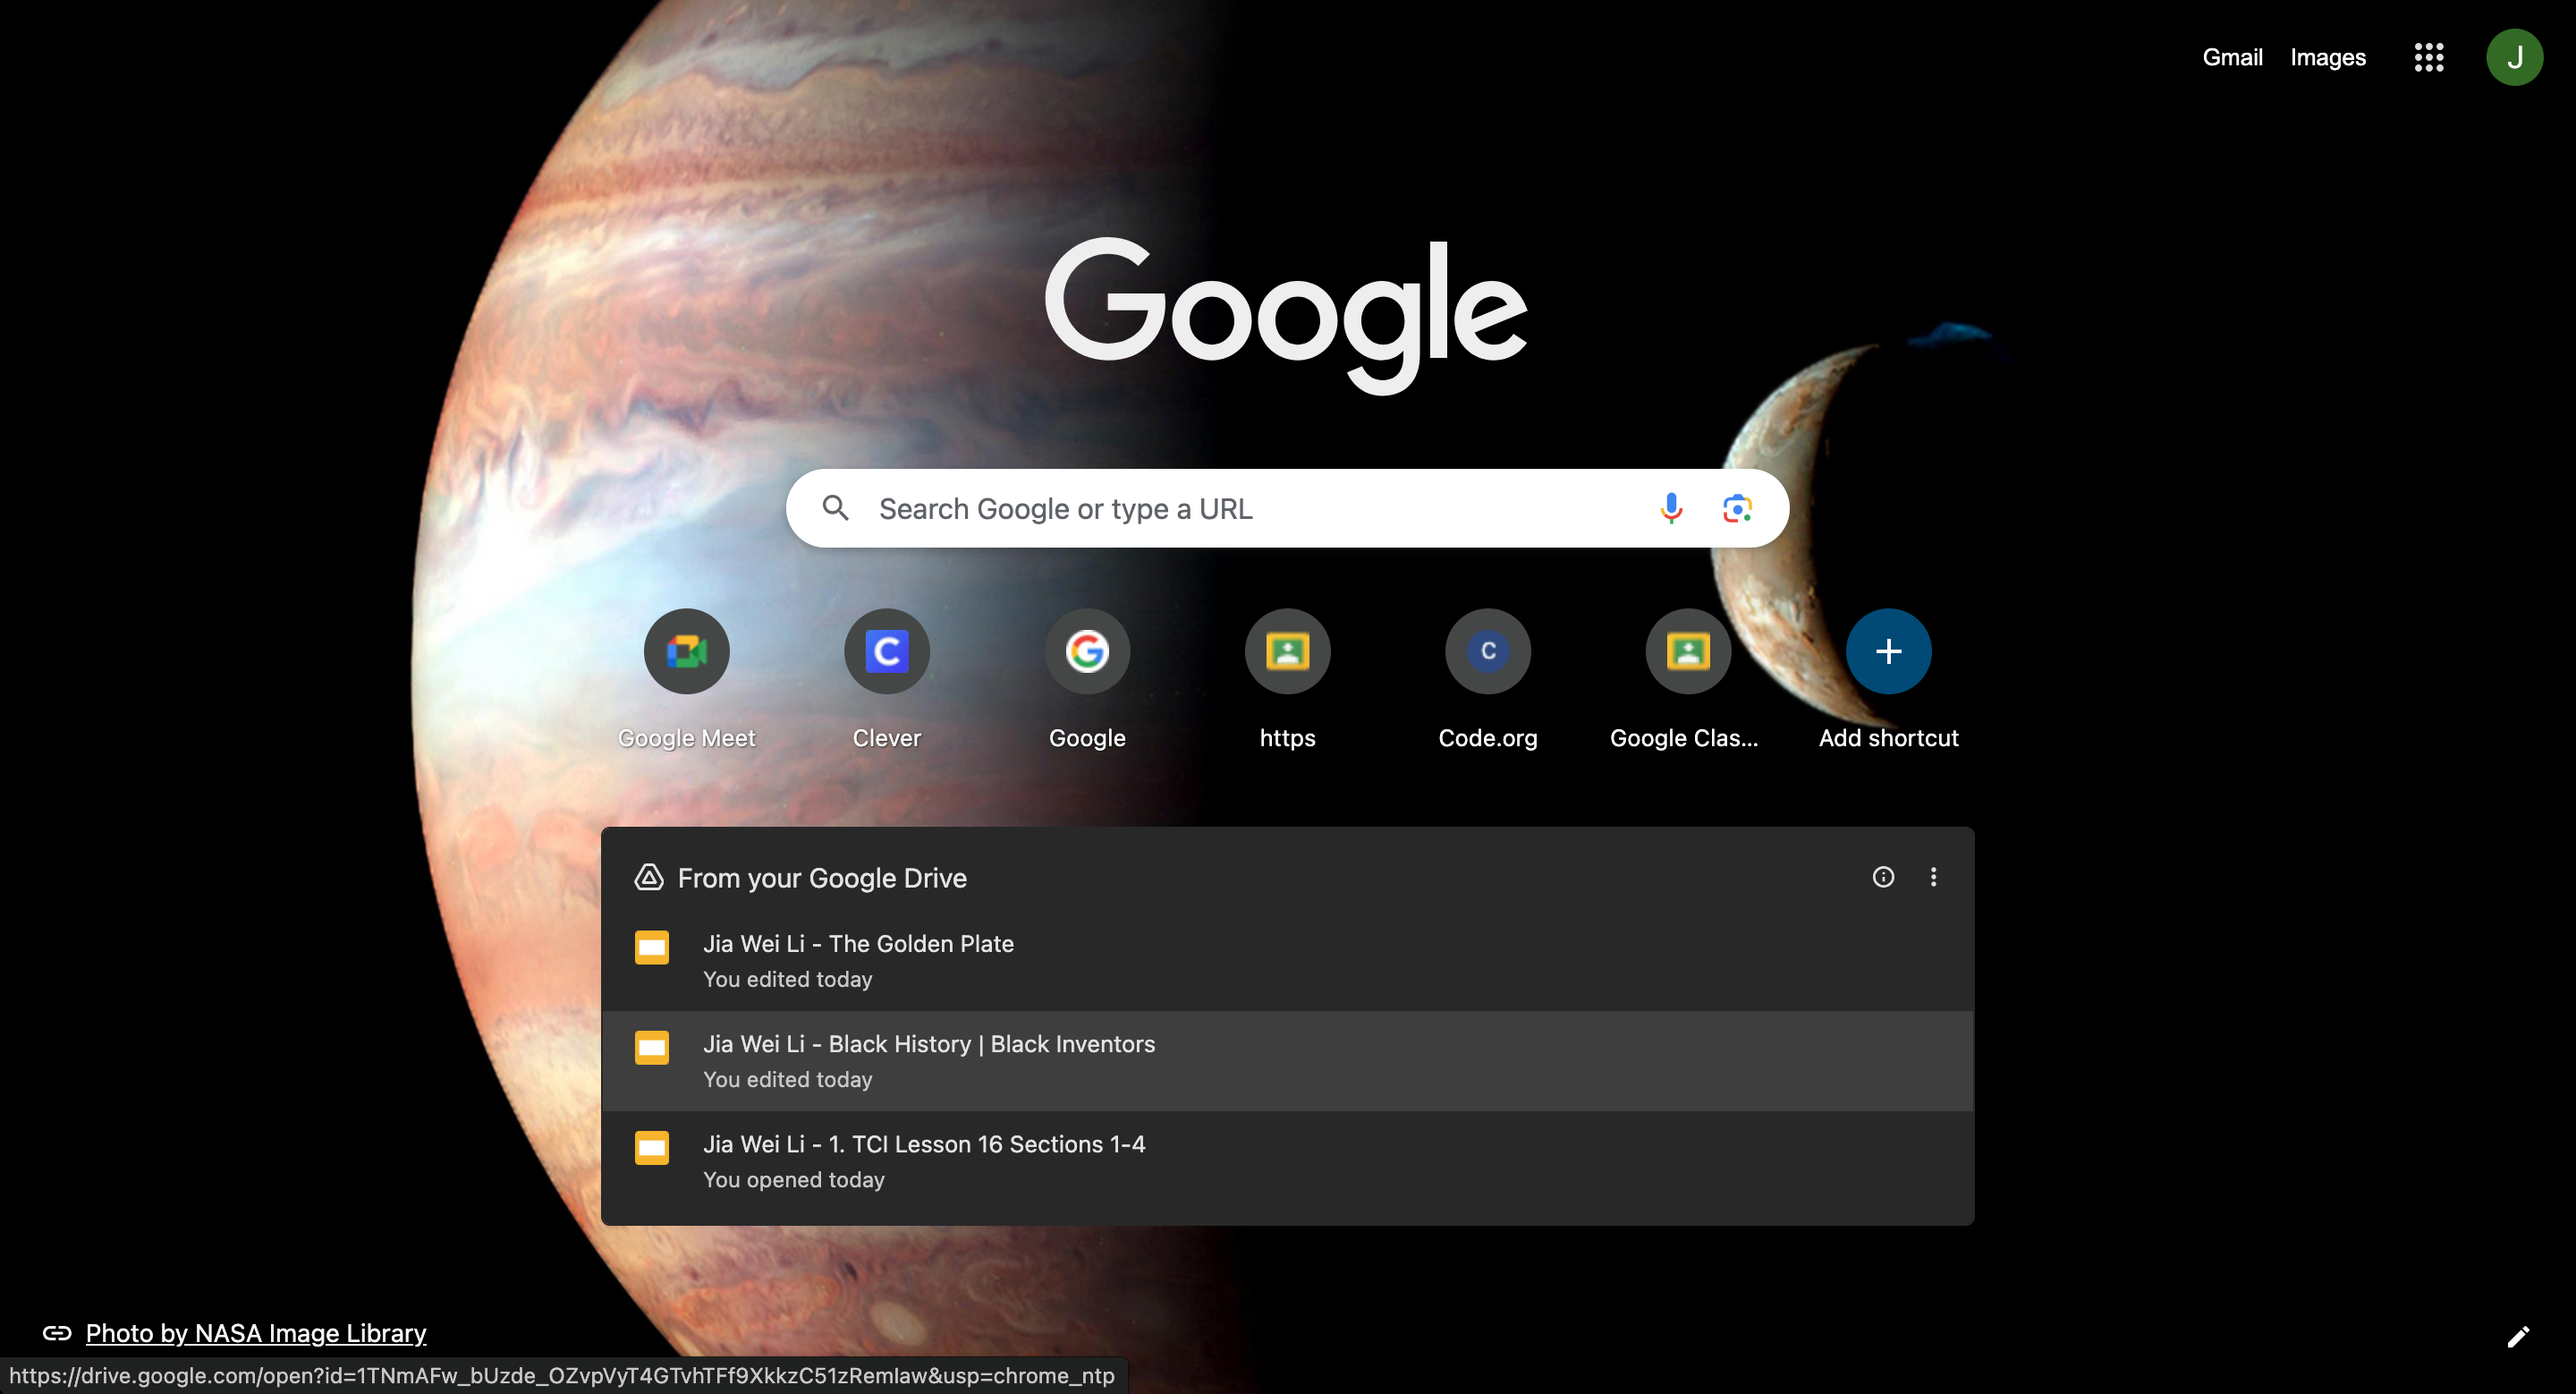 Gmail Images
J
Google
Search Google or type a URL
Google Meet
Clever
Google
https
C
Code.org
Google Clas...
Add shortcut
From your Google Drive
Jia Wei Li - The Golden Plate
You edited today
Jia Wei Li - Black History | Black Inventors
You edited today
Jia Wei Li - 1. TCI Lesson 16 Sections 1-4
You opened today
Photo by NASA Image Library
https://drive.google.com/open?id=1TNmAFw_bUzde_OZvpVyT4GTvhTFf9XkkzC51zRemlaw&usp=chrome_ntp